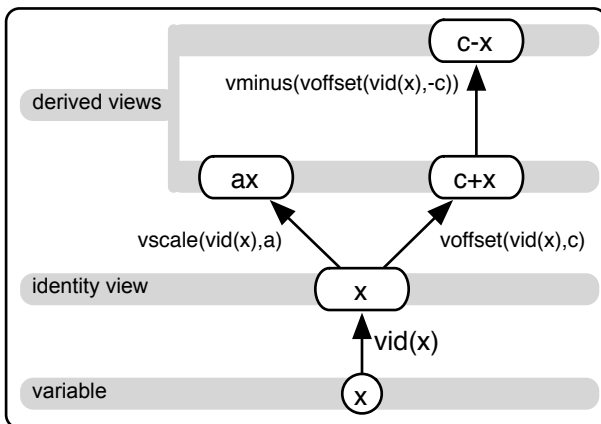 c-x
vminus(voffset(vid(x),-c))
derived views
ax
c+x
vscale(vid(x),a)
voffset(vid(x),c)
identity view
x
vid(x)
variable
x